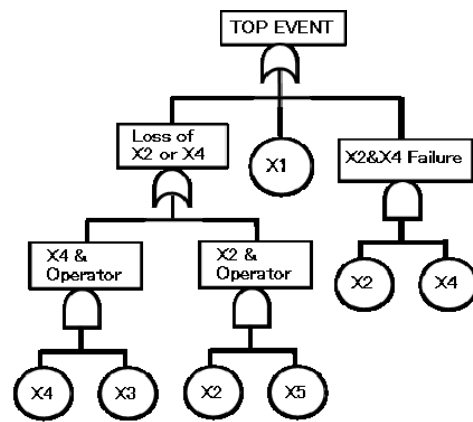 TOP EVENT
Loss of
X2 or X4
X1
X2&X4 Failure
X4 &
Operator
X2 &
Operator
X2
X4
X4
X3
X2
X5